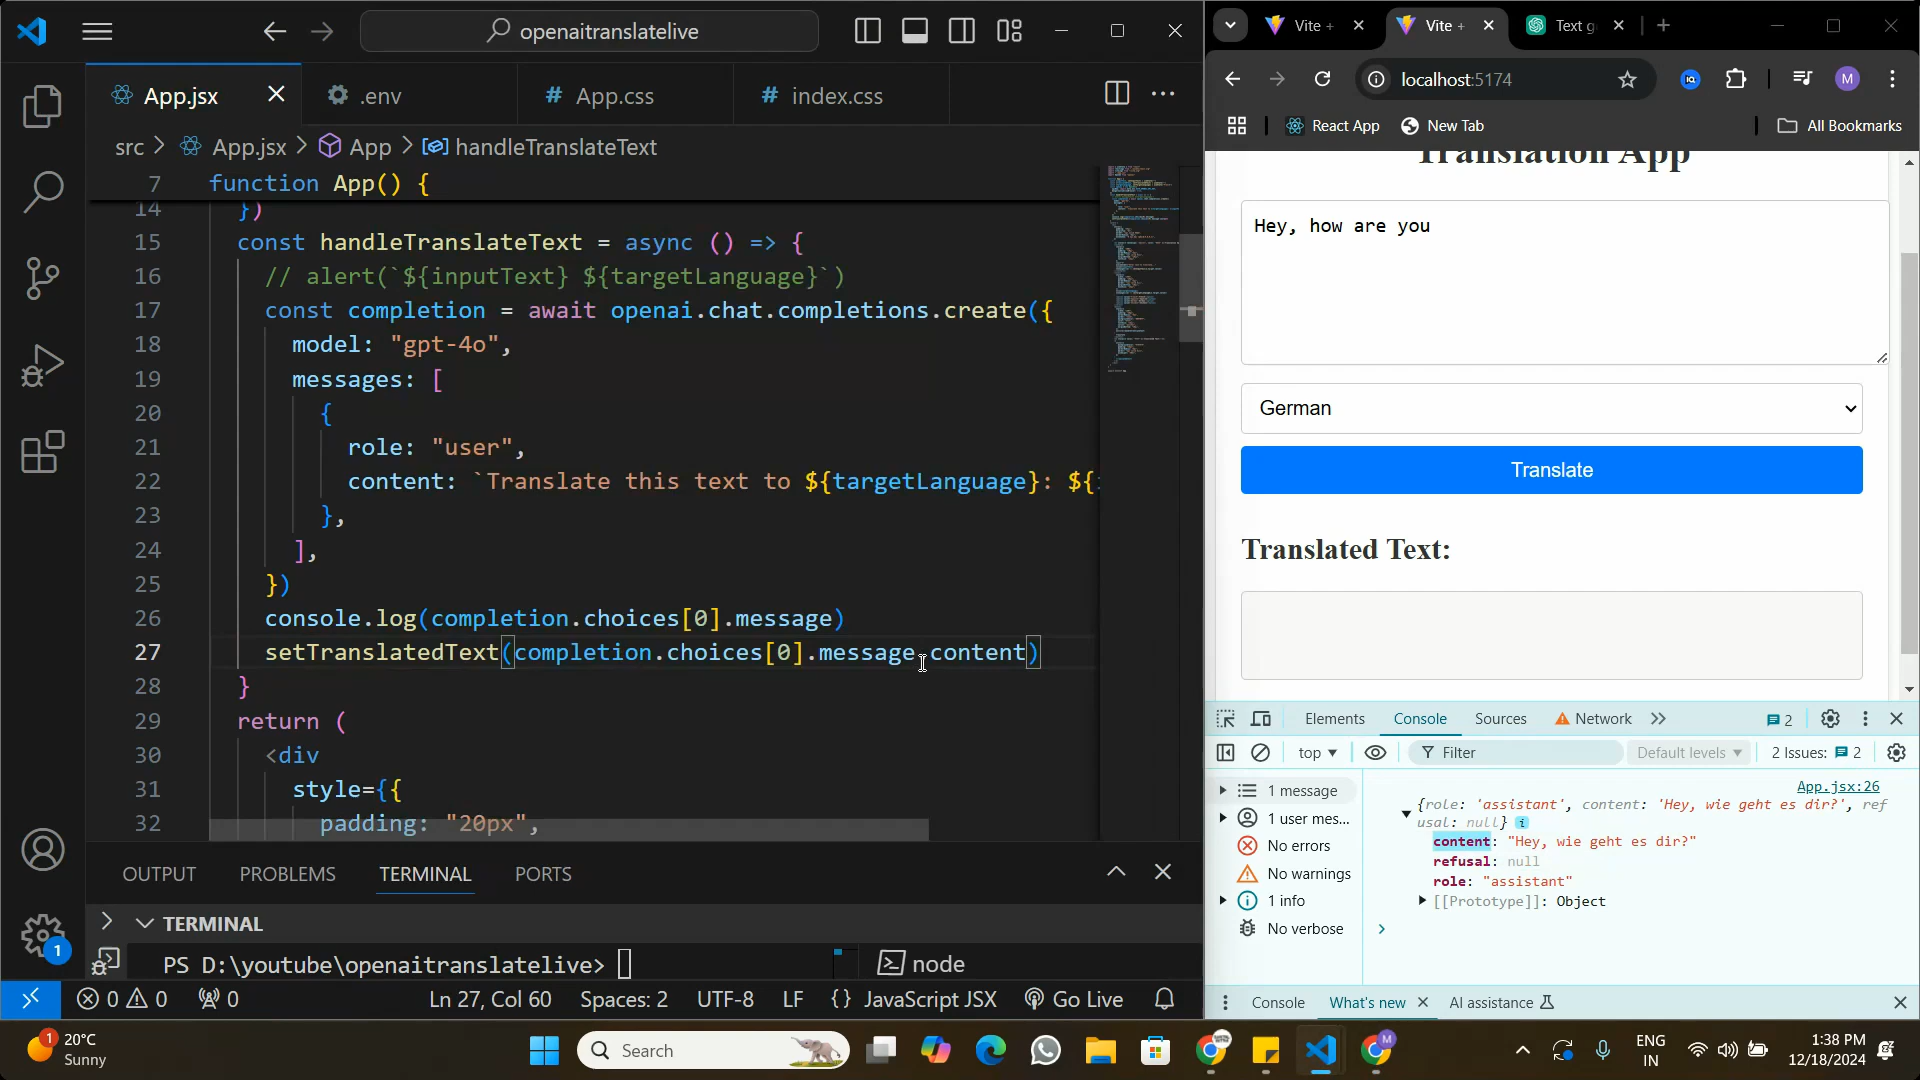 openaitranslatelive
App.jsx
.env
# App.css
# index.css
src > App.jsx > App > handleTranslateText
7 function App() {
14 })
15 const handleTranslateText = async () => {
16 // alert(`${inputText} ${targetLanguage}`)
17 const completion = await openai.chat.completions.create({
18 model: "gpt-4o",
19 messages: [
20 {
21 role: "user",
22 content: `Translate this text to ${targetLanguage}: ${
23 },
24 ],
25 })
26 console.log(completion.choices[0].message)
27 setTranslatedText(completion.choices[0].message.content)
28 }
29 return (
30 <div
31 style={{
32 padding: "20px",
OUTPUT PROBLEMS TERMINAL PORTS
TERMINAL
PS D:\youtube\openaitranslatelive>
node
1
0 0 0 Ln 27, Col 60 Spaces: 2 UTF-8 LF {} JavaScript JSX Go Live
Vite +
Vite +
Text g
localhost:5174
M
React App
New Tab
All Bookmarks
Translation App
Hey, how are you
German
Translate
Translated Text:
Elements Console Sources Network 2
top Filter Default levels 2 Issues: 2
1 message
1 user mes...
No errors
No warnings
1 info
No verbose
App.jsx:26
{role: 'assistant', content: 'Hey, wie geht es dir?', ref
usal: null} i
content: "Hey, wie geht es dir?"
refusal: null
role: "assistant"
[[Prototype]]: Object
Console What's new AI assistance
1
20°C
Sunny
Search
M
ENG
IN
1:38 PM
12/18/2024